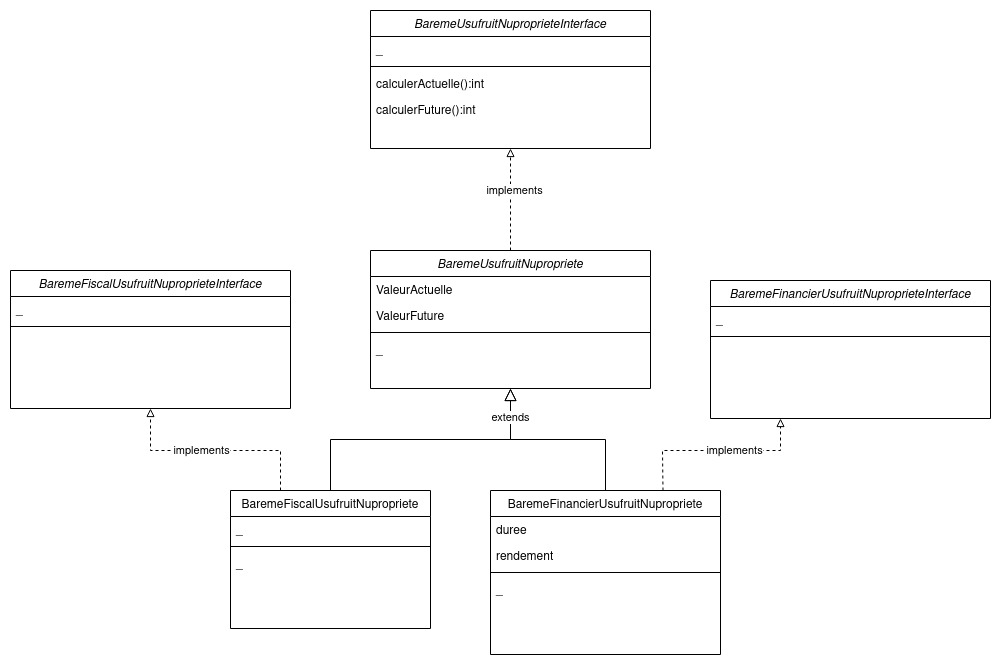 BaremeUsufruitNuproprieteInterface
_
calculerActuelle():int
calculerFuture():int
implements
BaremeUsufruitNupropriete
ValeurActuelle
ValeurFuture
_
BaremeFiscalUsufruitNuproprieteInterface
_
BaremeFinancierUsufruitNuproprieteInterface
_
extends
implements
implements
BaremeFiscalUsufruitNupropriete
_
_
BaremeFinancierUsufruitNupropriete
duree
rendement
_